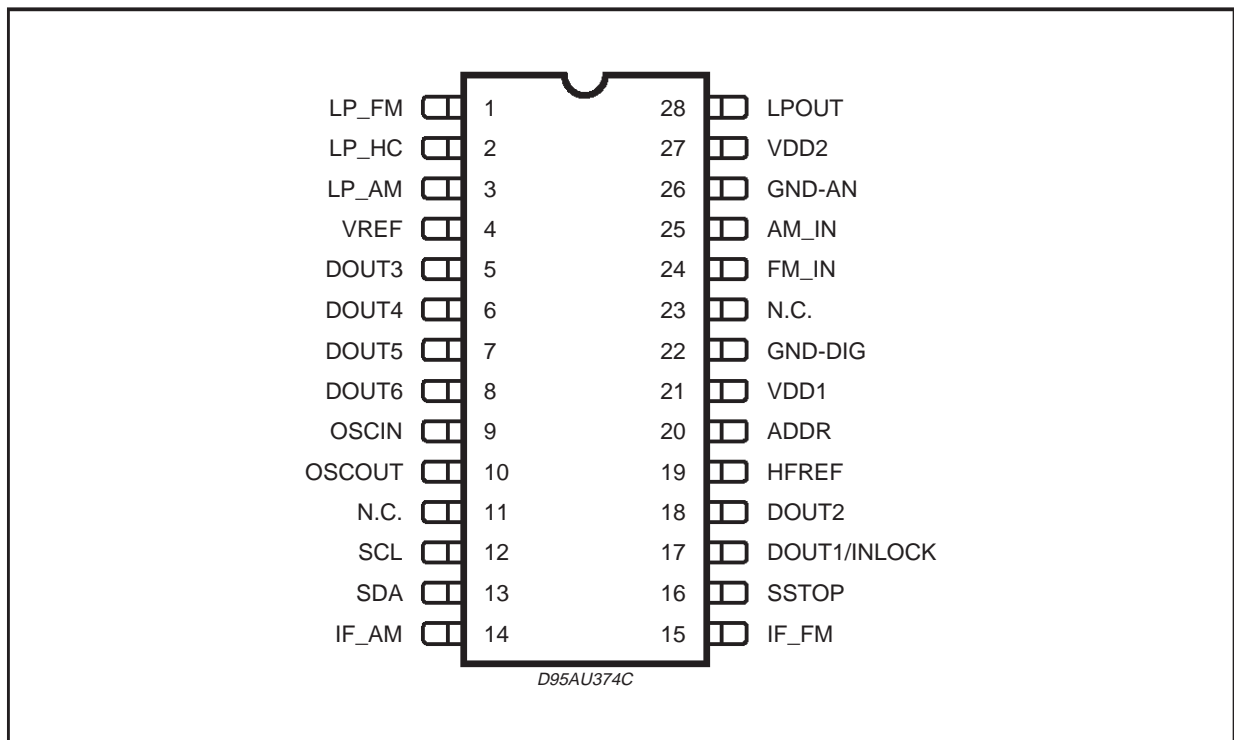 LP_FM 1 28 LPOUT
LP_HC 2 27 VDD2
LP_AM 3 26 GND-AN
VREF 4 25 AM_IN
DOUT3 5 24 FM_IN
DOUT4 6 23 N.C.
DOUT5 7 22 GND-DIG
DOUT6 8 21 VDD1
OSCIN 9 20 ADDR
OSCOUT 10 19 HFREF
N.C. 11 18 DOUT2
SCL 12 17 DOUT1/INLOCK
SDA 13 16 SSTOP
IF_AM 14 15 IF_FM
D95AU374C